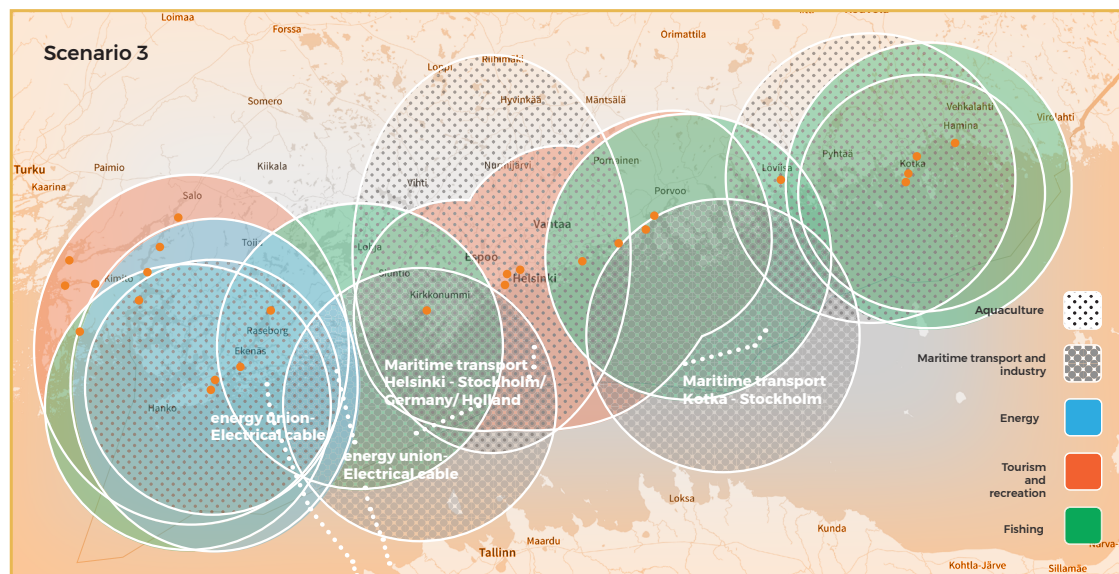 Loimaa
Forssa
Orimattila
Scenario 3
Riihimäki
Loppi
Hyvinkää
Mäntsälä
Somero
Vehkalahti
Virolahti
Hamina
Turku
Paimio
Kiikala
Nurmijärvi
Pornainen
Loviisa
Pyhtää
Kotka
Kaarina
Salo
Vihti
Porvoo
Vantaa
Lohja
Espoo
Siuntio
Kimito
Helsinki
Kirkkonummi
Raseborg
Ekenäs
Hanko
Maritime transport
Helsinki - Stockholm/
Germany/ Holland
Maritime transport
Kotka - Stockholm
energy union-
Electrical cable
energy union-
Electrical cable
Aquaculture
Maritime transport and
industry
Energy
Tourism
and
recreation
Fishing
Loksa
Kunda
Maardu
Tallinn
Kohtla-Järve
Sillamäe
Narva-